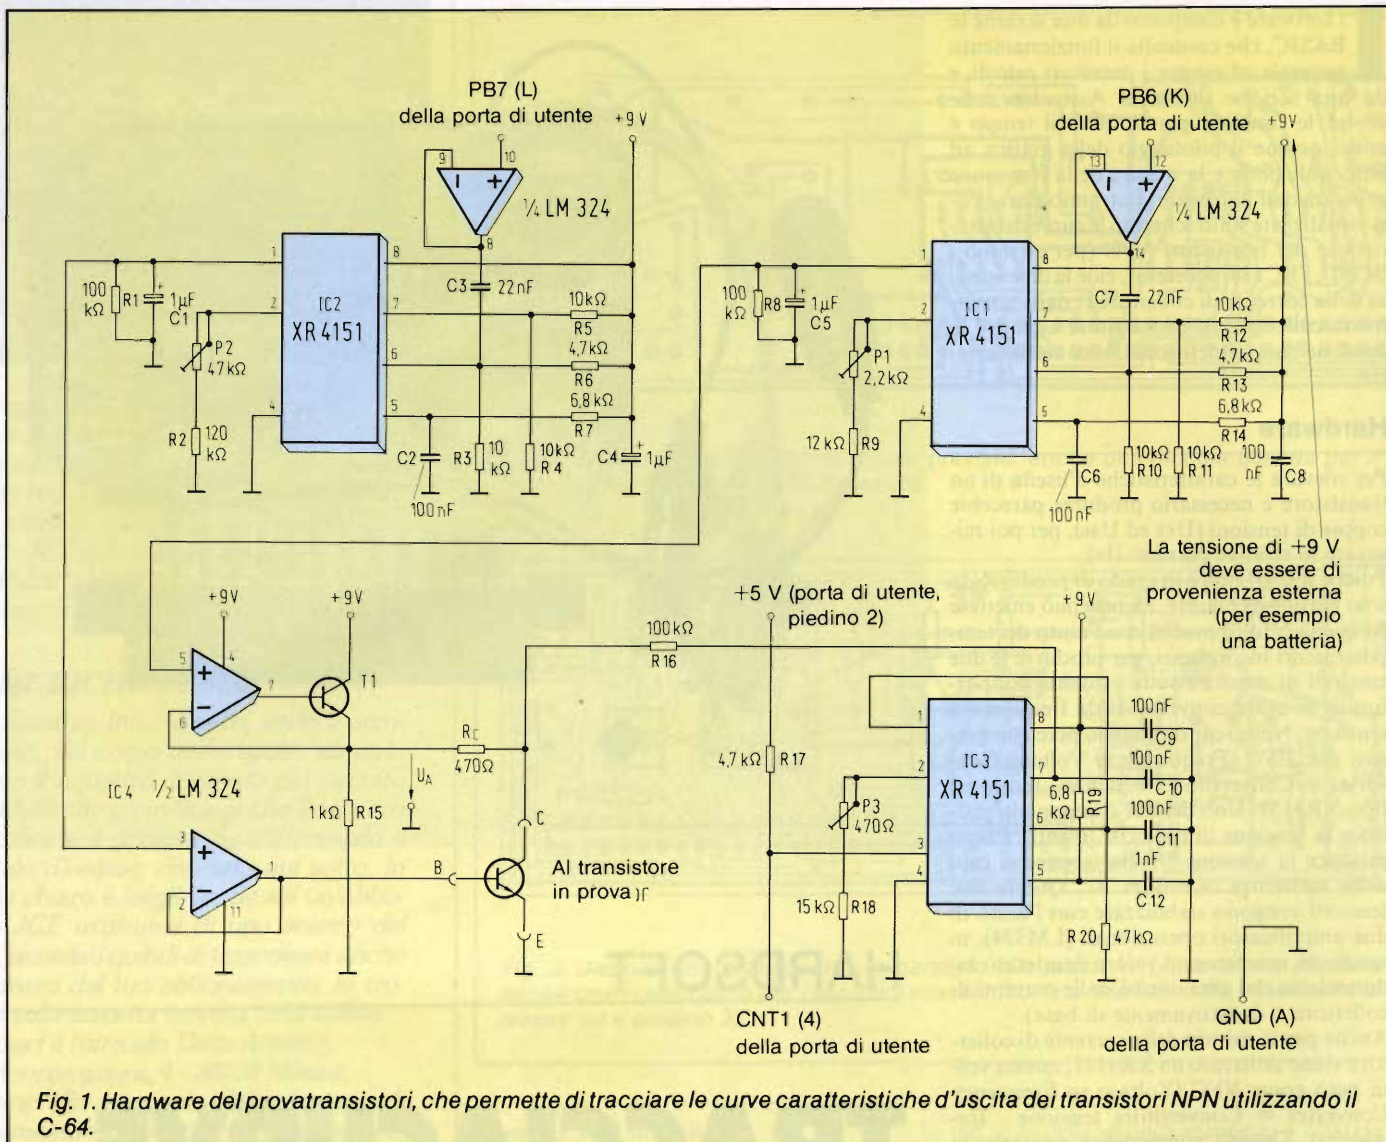 PB7 (L)
della porta di utente
+9 V
9
10
1/4 LM 324
8
1
8
100
kΩ
R1
+
1µF
C1
IC2
XR 4151
C3
22nF
2
7
10kΩ
R5
P2
47kΩ
4,7kΩ
6
R6
6,8kΩ
4
5
R7
R2
120
kΩ
C2
R3
10
kΩ
10kΩ
R4
C4
+
1µF
100nF
PB6 (K)
della porta di utente
+9V
13
12
1/4 LM 324
14
1
8
100
kΩ
R8
+
1µF
C5
IC1
XR 4151
C7
22nF
2
7
10kΩ
R12
P1
2,2kΩ
4,7kΩ
6
R13
6,8kΩ
4
5
R14
12kΩ
R9
C6
10kΩ
R10
10kΩ
R11
100
nF
C8
100nF
La tensione di +9 V
deve essere di
provenienza esterna
(per esempio
una batteria)
+5 V (porta di utente,
piedino 2)
+9V
+9V
+9V
100kΩ
R16
5
4
7
6
T1
RC
470Ω
IC4
1/2 LM 324
1kΩ
R15
UA
3
1
2
11
C
B
E
Al transistore
in prova
4,7kΩ
R17
1
8
100nF
C9
IC3
XR 4151
2
7
100nF
C10
P3
470Ω
6,8
kΩ
R19
3
6
100nF
C11
4
5
1nF
C12
15kΩ
R18
R20
47kΩ
HARDSOFT
CNT1 (4)
della porta di utente
GND (A)
della porta di utente
Fig. 1. Hardware del provatransistori, che permette di tracciare le curve caratteristiche d'uscita dei transistori NPN utilizzando il
C-64.